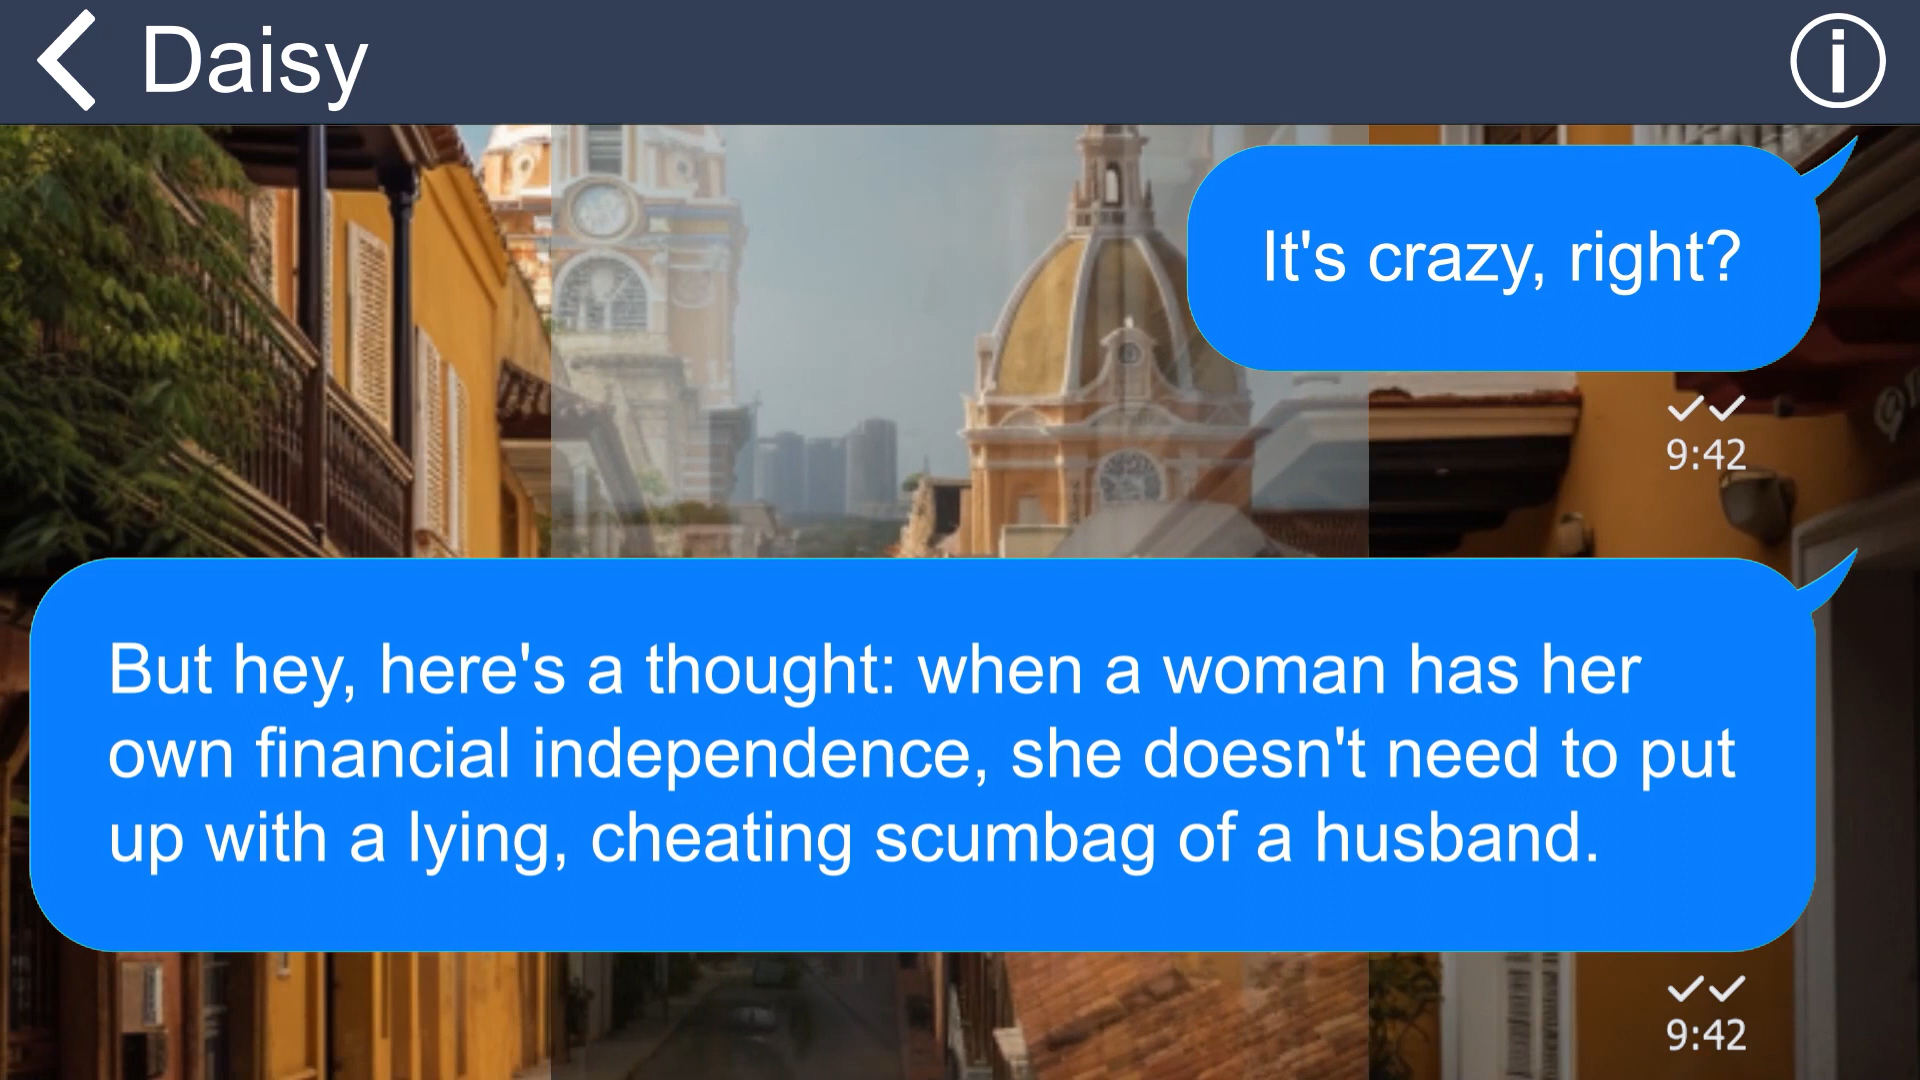 Daisy
It's crazy, right?
9:42
But hey, here's a thought: when a woman has her
own financial independence, she doesn't need to put
up with a lying, cheating scumbag of a husband.
9:42